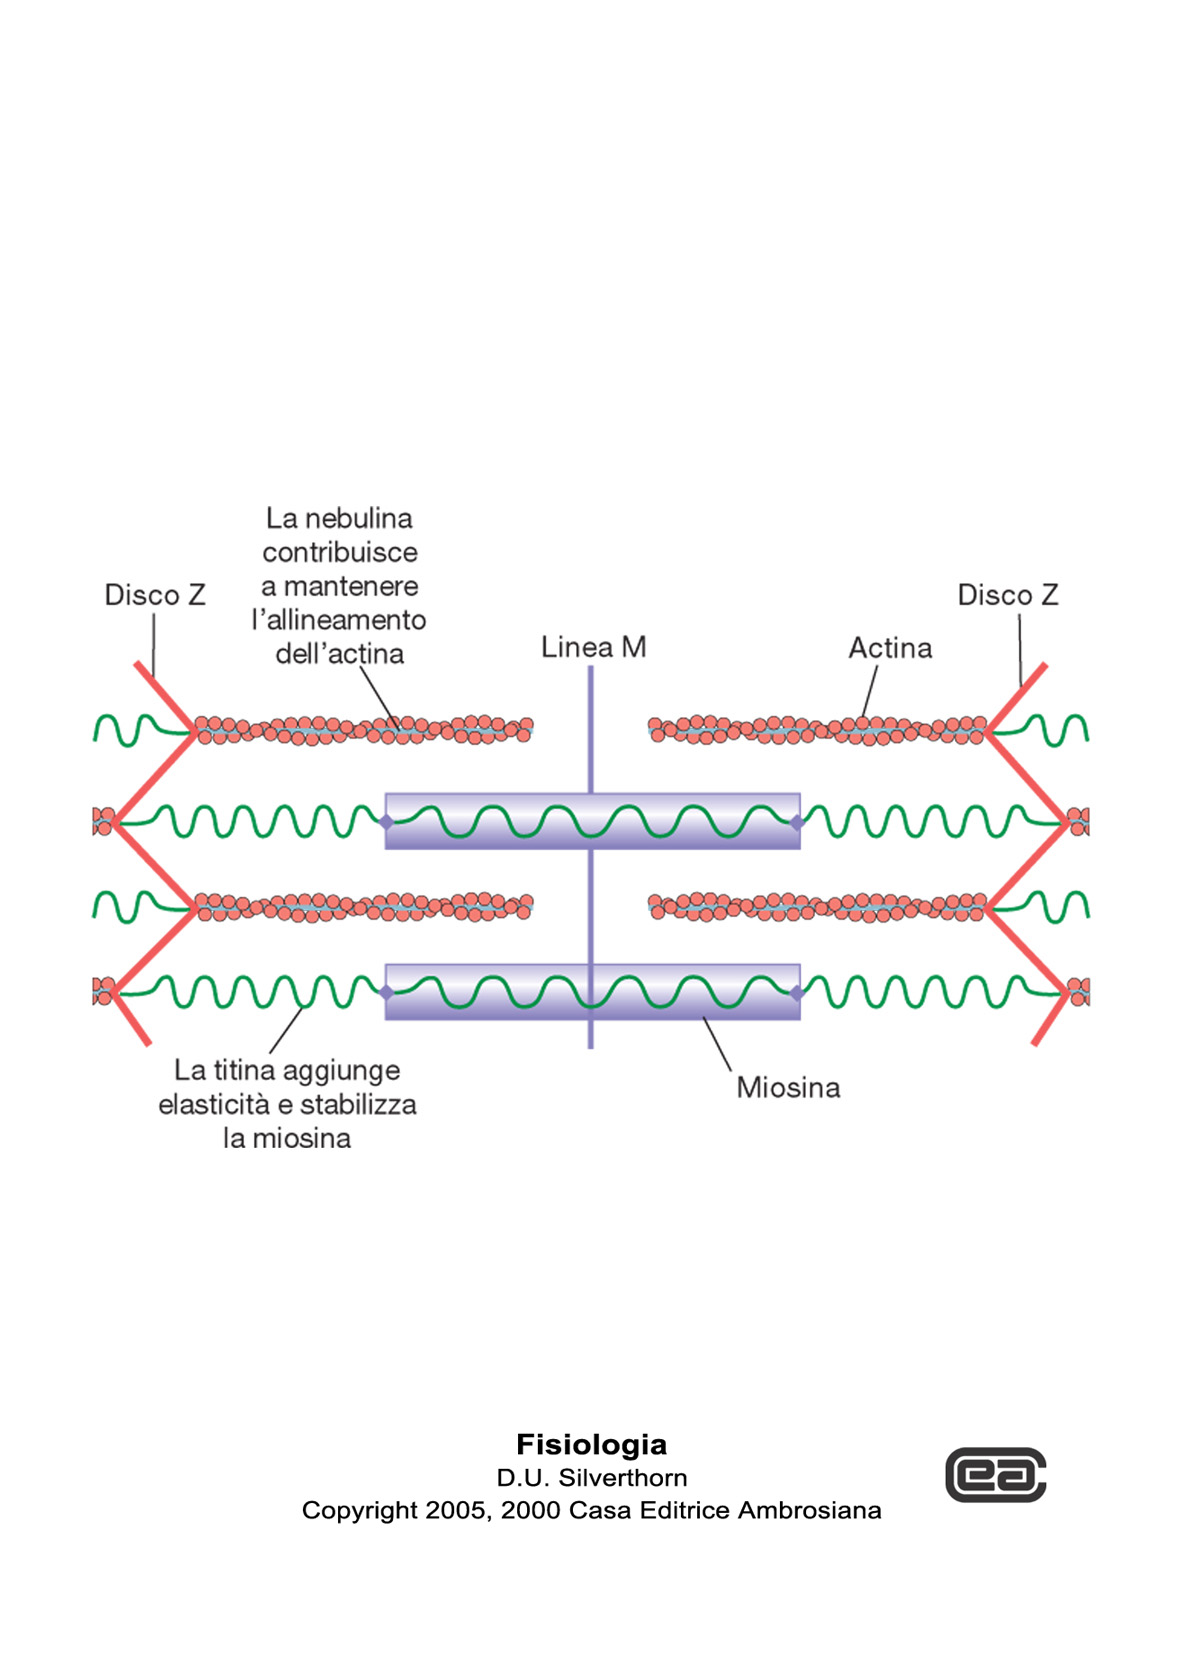 La nebulina
contribuisce
a mantenere
l'allineamento
dell'actina
Disco Z
Disco Z
Linea M
Actina
La titina aggiunge
elasticità e stabilizza
la miosina
Miosina
Fisiologia
D.U. Silverthorn
Copyright 2005, 2000 Casa Editrice Ambrosiana
cea